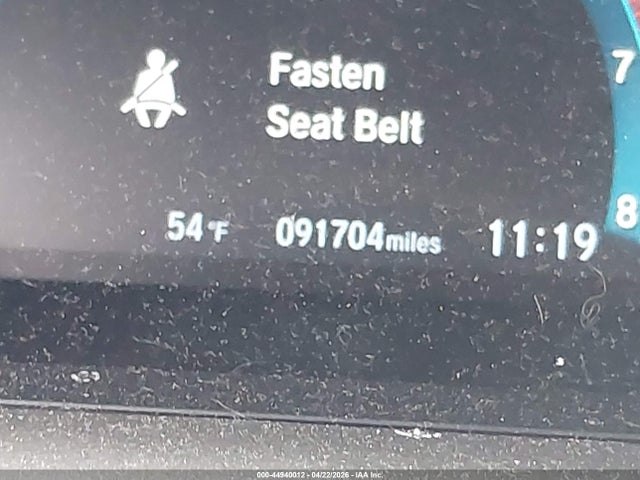 Fasten
Seat Belt
7
8
54°F 091704miles 11:19
000-44940012 - 04/22/2026 - IAA Inc.